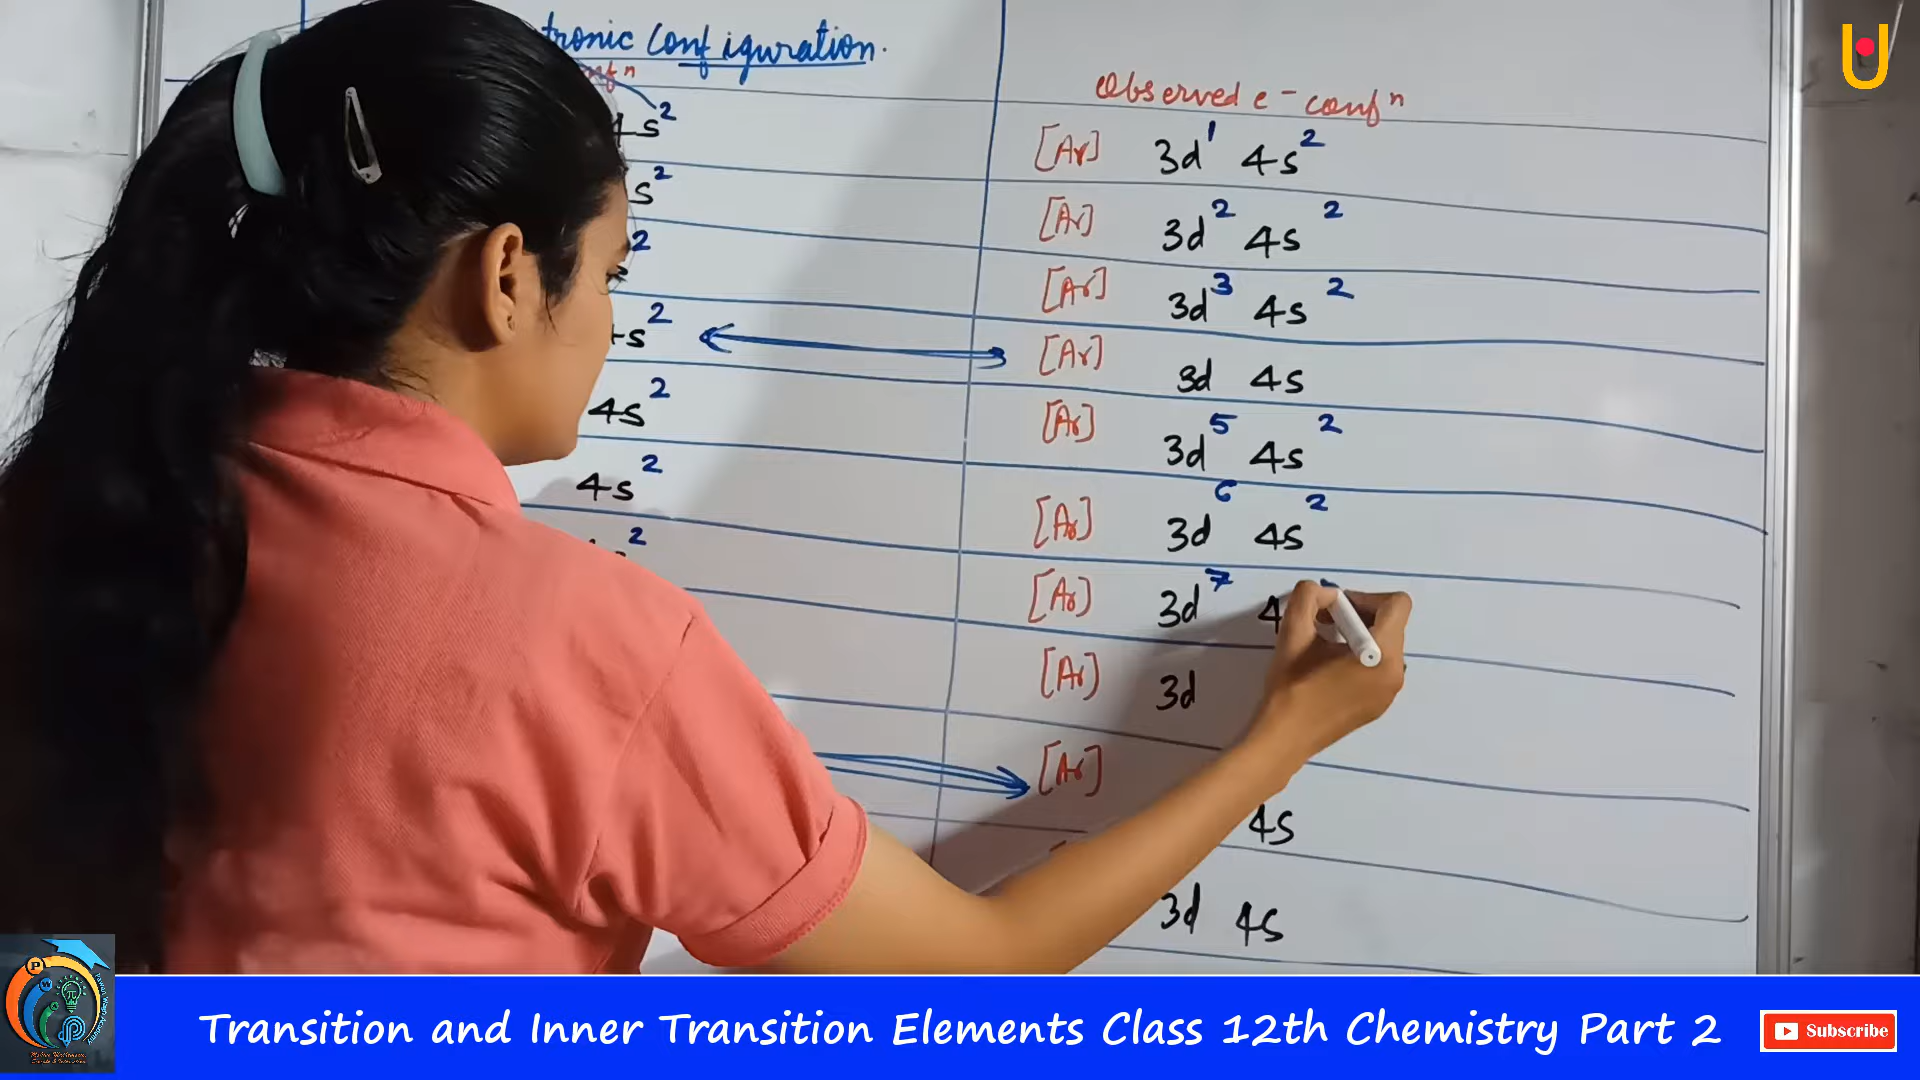 tronic Configuration.
Observed e⁻ confⁿ
4s²
[Ar] 3d¹ 4s²
s²
[Ar] 3d² 4s²
2
[Ar] 3d³ 4s²
s²
[Ar] 3d 4s
4s²
[Ar] 3d⁵ 4s²
4s²
[Ar] 3d⁶ 4s²
2
[Ar] 3d⁷ 4
[Ar] 3d
[Ar] 4s
3d 4s
Transition and Inner Transition Elements Class 12th Chemistry Part 2
Subscribe